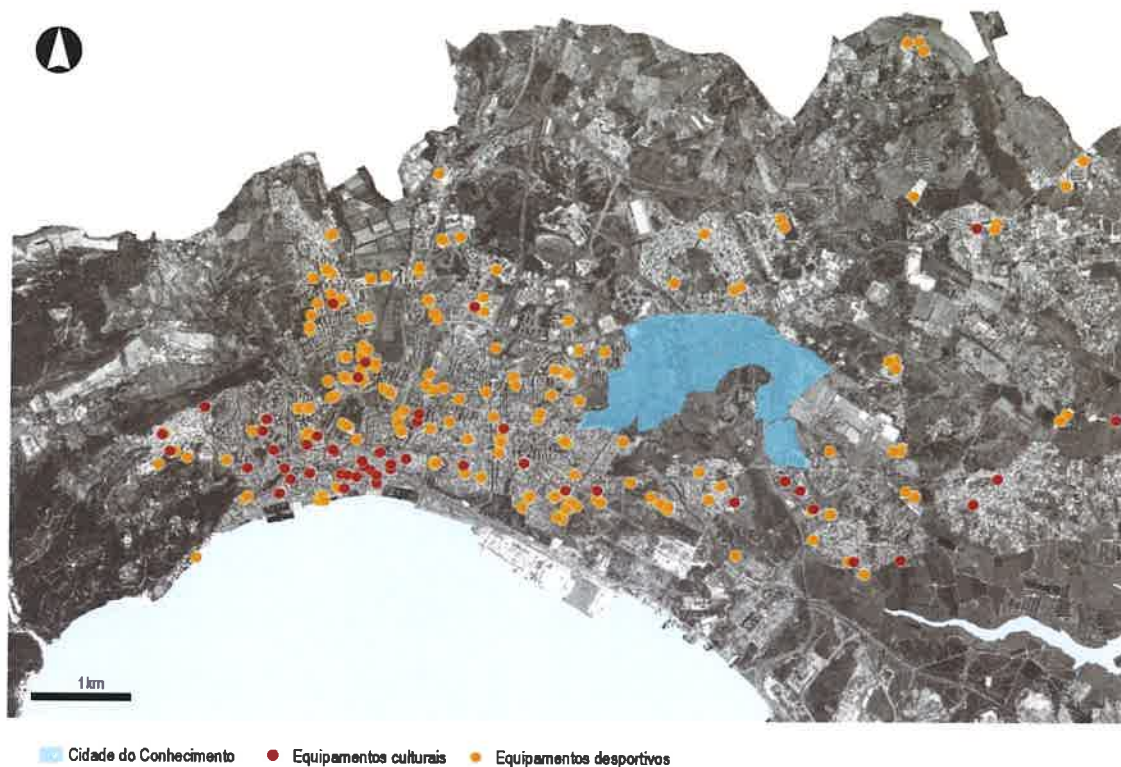 1km
Cidade do Conhecimento
Equipamentos culturais
Equipamentos desportivos